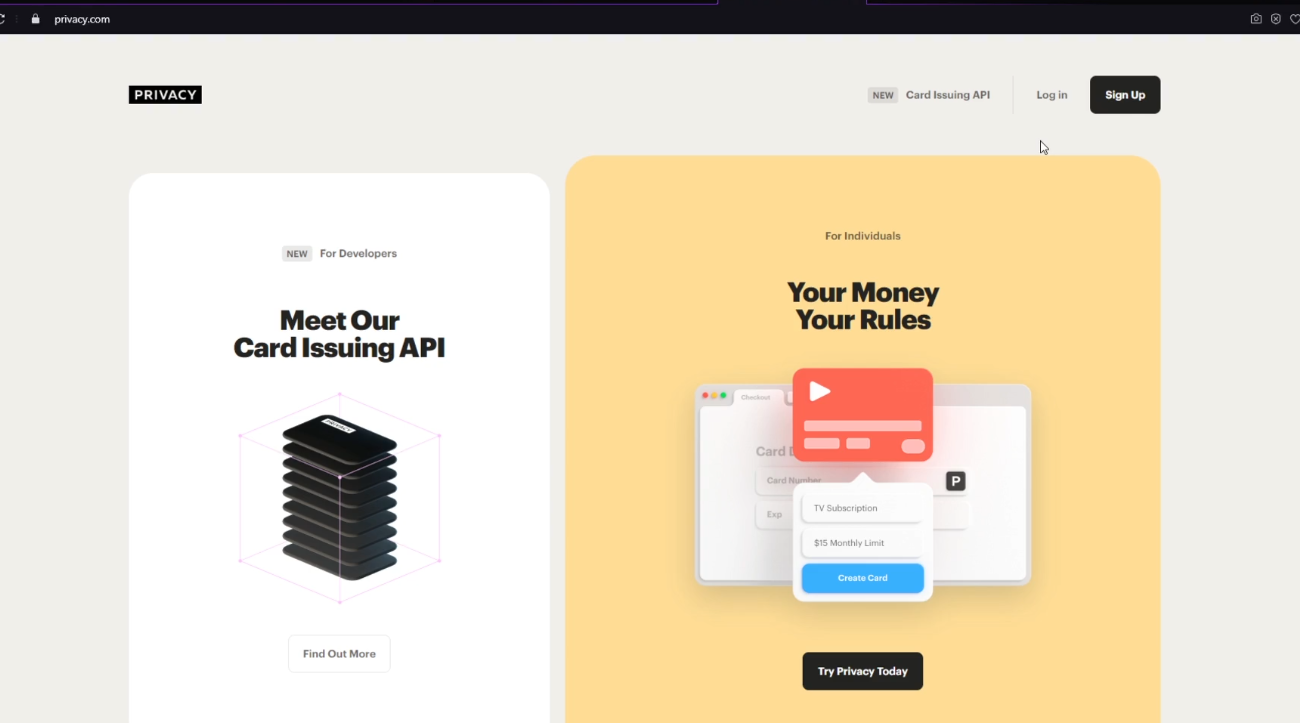 privacy.com
PRIVACY
NEW Card Issuing API
Log in
Sign Up
NEW For Developers
Meet Our
Card Issuing API
PRIVACY
Find Out More
For Individuals
Your Money
Your Rules
Checkout
Card
Card Number
P
Exp
TV Subscription
$15 Monthly Limit
Create Card
Try Privacy Today